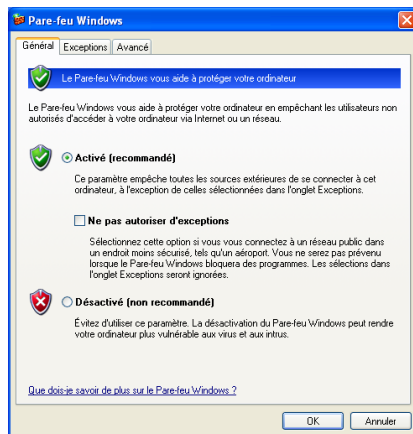 Pare-feu Windows
Général Exceptions Avancé
Le Pare-feu Windows vous aide à protéger votre ordinateur
Le Pare-feu Windows vous aide à protéger votre ordinateur en empêchant les utilisateurs non
autorisés d'accéder à votre ordinateur via Internet ou un réseau.
Activé (recommandé)
Ce paramètre empêche toutes les sources extérieures de se connecter à cet
ordinateur, à l'exception de celles sélectionnées dans l'onglet Exceptions.
Ne pas autoriser d'exceptions
Sélectionnez cette option si vous vous connectez à un réseau public dans
un endroit moins sécurisé, tels qu'un aéroport. Vous ne serez pas prévenu
lorsque le Pare-feu Windows bloquera des programmes. Les sélections dans
l'onglet Exceptions seront ignorées.
Désactivé (non recommandé)
Évitez d'utiliser ce paramètre. La désactivation du Pare-feu Windows peut rendre
votre ordinateur plus vulnérable aux virus et aux intrus.
Que dois-je savoir de plus sur le Pare-feu Windows ?
OK Annuler